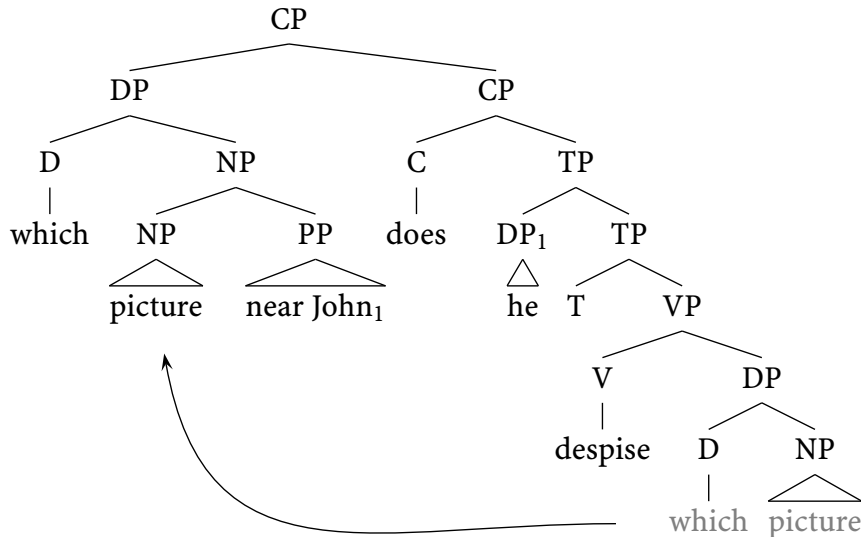 CP
DP CP
D NP C TP
which NP PP does DP₁ TP
picture near John₁ he T VP
V DP
despise D NP
which picture